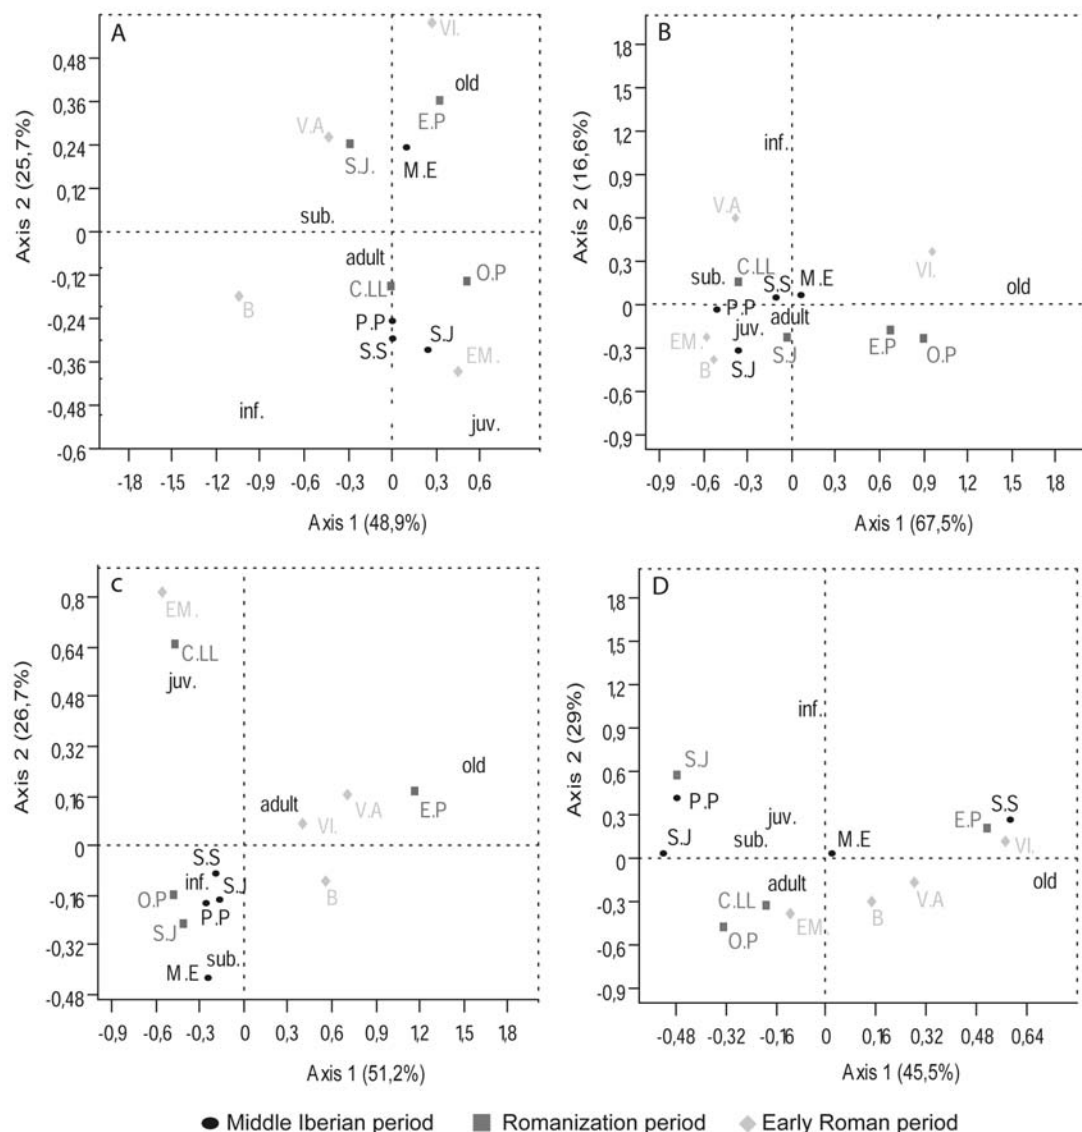 A
VI.
0,48
old
0,36
E.P
V.A
0,24
S.J.
M.E
0,12
sub.
0
-0,12
adult
O.P
C.LL
B
-0,24
P.P
S.S
S.J
-0,36
EM.
-0,48
inf.
juv.
-0,6
-1,8 -1,5 -1,2 -0,9 -0,6 -0,3 0 0,3 0,6
Axis 1 (48,9%)
Axis 2 (25,7%)
B
1,8
1,5
1,2
inf.
0,9
V.A
0,6
0,3
VI.
sub. C.LL
S.S M.E
old
0
P.P
adult
juv.
EM.
-0,3
S.J
E.P O.P
B S.J
-0,6
-0,9
-0,9 -0,6 -0,3 0 0,3 0,6 0,9 1,2 1,5 1,8
Axis 1 (67,5%)
Axis 2 (16,6%)
C
0,8
EM.
0,64
C.LL
juv.
0,48
0,32
old
0,16
adult
V.A
E.P
VI.
0
S.S
inf. S.J
B
-0,16
O.P
P.P
S.J
-0,32
M.E sub.
-0,48
-0,9 -0,6 -0,3 0 0,3 0,6 0,9 1,2 1,5 1,8
Axis 1 (51,2%)
Axis 2 (26,7%)
D
1,8
1,5
1,2
inf.
0,9
S.J
0,6
P.P
S.S
0,3
juv.
E.P
S.J
sub.
M.E
VI.
0
adult
old
C.LL
V.A
-0,3
B
EM.
O.P
-0,6
-0,9
-0,48 -0,32 -0,16 0 0,16 0,32 0,48 0,64
Axis 1 (45,5%)
Axis 2 (29%)
Middle Iberian period Romanization period Early Roman period